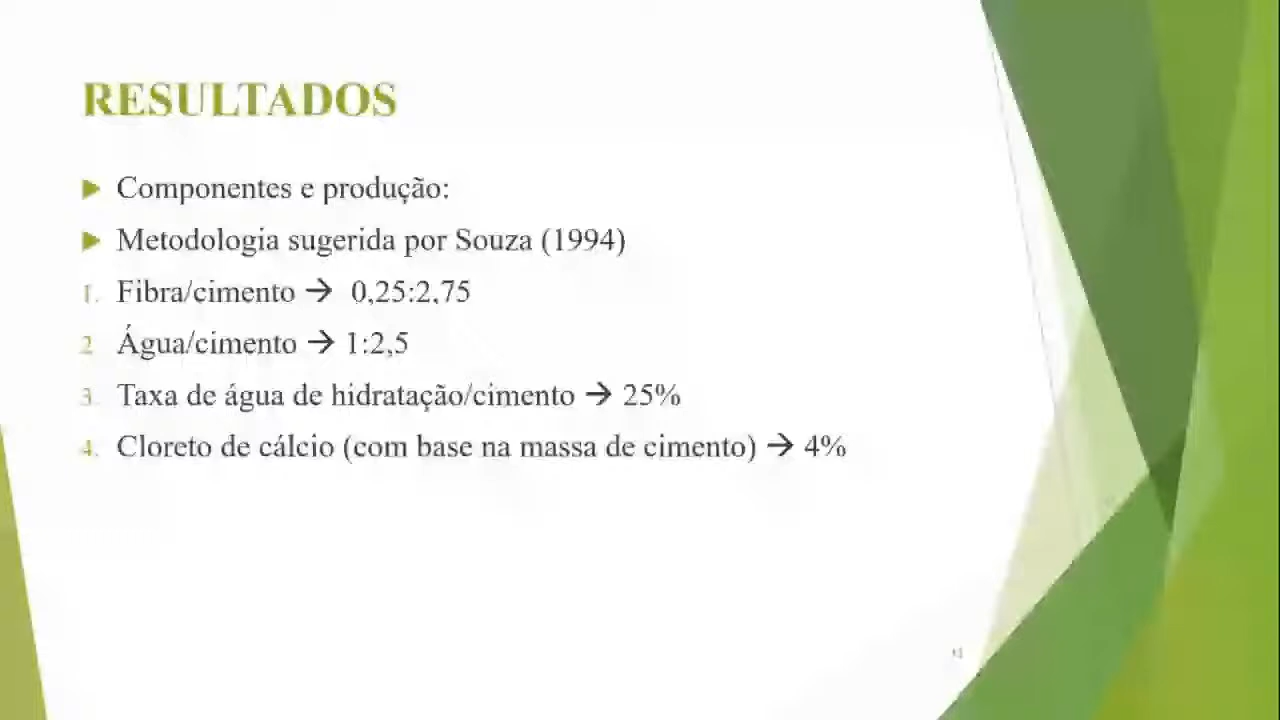 RESULTADOS
Componentes e produção:
Metodologia sugerida por Souza (1994)
1. Fibra/cimento → 0,25:2,75
2. Água/cimento → 1:2,5
3. Taxa de água de hidratação/cimento → 25%
4. Cloreto de cálcio (com base na massa de cimento) → 4%